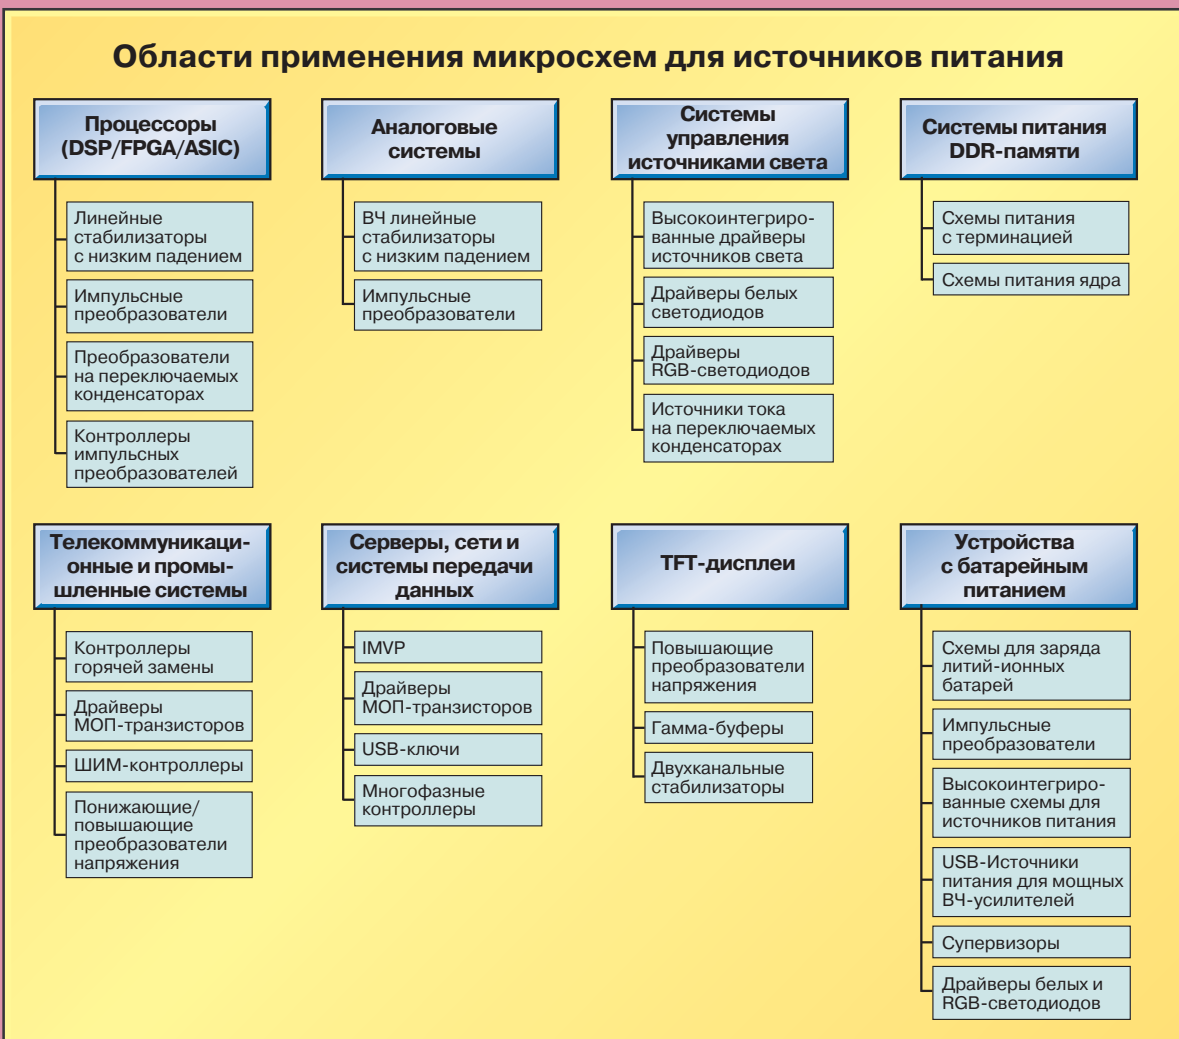 Области применения микросхем для источников питания
Процессоры
(DSP/FPGA/ASIC)
Линейные
стабилизаторы
с низким падением
Импульсные
преобразователи
Преобразователи
на переключаемых
конденсаторах
Контроллеры
импульсных
преобразователей
Аналоговые
системы
ВЧ линейные
стабилизаторы
с низким падением
Импульсные
преобразователи
Системы
управления
источниками света
Высокоинтегриро-
ванные драйверы
источников света
Драйверы белых
светодиодов
Драйверы
RGB-светодиодов
Источники тока
на переключаемых
конденсаторах
Системы питания
DDR-памяти
Схемы питания
с терминацией
Схемы питания ядра
Телекоммуникаци-
онные и промы-
шленные системы
Контроллеры
горячей замены
Драйверы
МОП-транзисторов
ШИМ-контроллеры
Понижающие/
повышающие
преобразователи
напряжения
Серверы, сети и
системы передачи
данных
IMVP
Драйверы
МОП-транзисторов
USB-ключи
Многофазные
контроллеры
TFT-дисплеи
Повышающие
преобразователи
напряжения
Гамма-буферы
Двухканальные
стабилизаторы
Устройства
с батарейным
питанием
Схемы для заряда
литий-ионных
батарей
Импульсные
преобразователи
Высокоинтегриро-
ванные схемы для
источников питания
USB-Источники
питания для мощных
ВЧ-усилителей
Супервизоры
Драйверы белых и
RGB-светодиодов